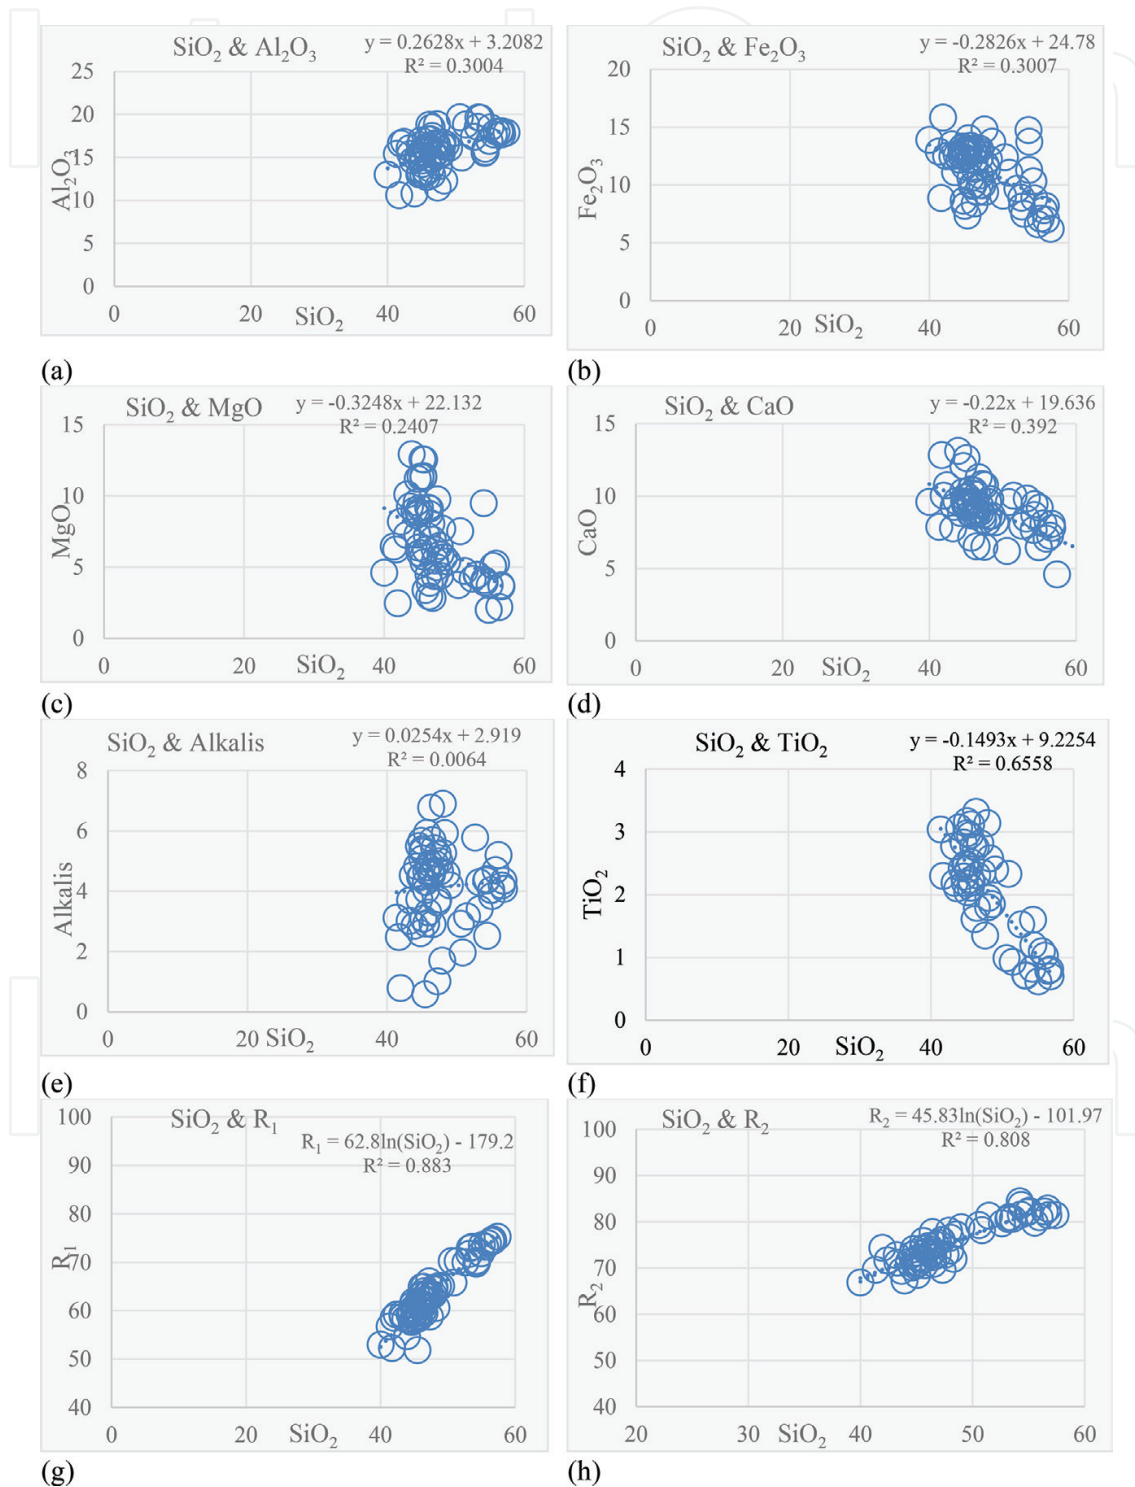 SiO₂ & Al₂O₃
y = 0.2628x + 3.2082
R² = 0.3004
25
20
15
10
5
0
Al₂O₃
0 20 40 60
SiO₂
(a)
SiO₂ & Fe₂O₃
y = -0.2826x + 24.78
R² = 0.3007
20
15
10
5
0
Fe₂O₃
0 20 40 60
SiO₂
(b)
SiO₂ & MgO
y = -0.3248x + 22.132
R² = 0.2407
15
10
5
0
MgO
0 20 40 60
SiO₂
(c)
SiO₂ & CaO
y = -0.22x + 19.636
R² = 0.392
15
10
5
0
CaO
0 20 40 60
SiO₂
(d)
SiO₂ & Alkalis
y = 0.0254x + 2.919
R² = 0.0064
8
6
4
2
0
Alkalis
0 20 40 60
SiO₂
(e)
SiO₂ & TiO₂
y = -0.1493x + 9.2254
R² = 0.6558
4
3
2
1
0
TiO₂
0 20 40 60
SiO₂
(f)
SiO₂ & R₁
R₁ = 62.8ln(SiO₂) - 179.2
R² = 0.883
100
90
80
70
60
50
40
R₁
0 20 40 60
SiO₂
(g)
SiO₂ & R₂
R₂ = 45.83ln(SiO₂) - 101.97
R² = 0.808
100
90
80
70
60
50
40
R₂
20 30 40 50 60
SiO₂
(h)